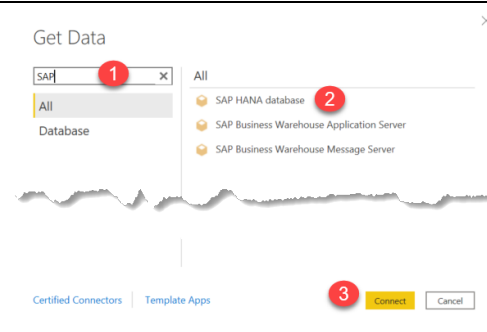 Get Data
SAP 1
All
Database
All
SAP HANA database 2
SAP Business Warehouse Application Server
SAP Business Warehouse Message Server
Certified Connectors Template Apps 3 Connect Cancel